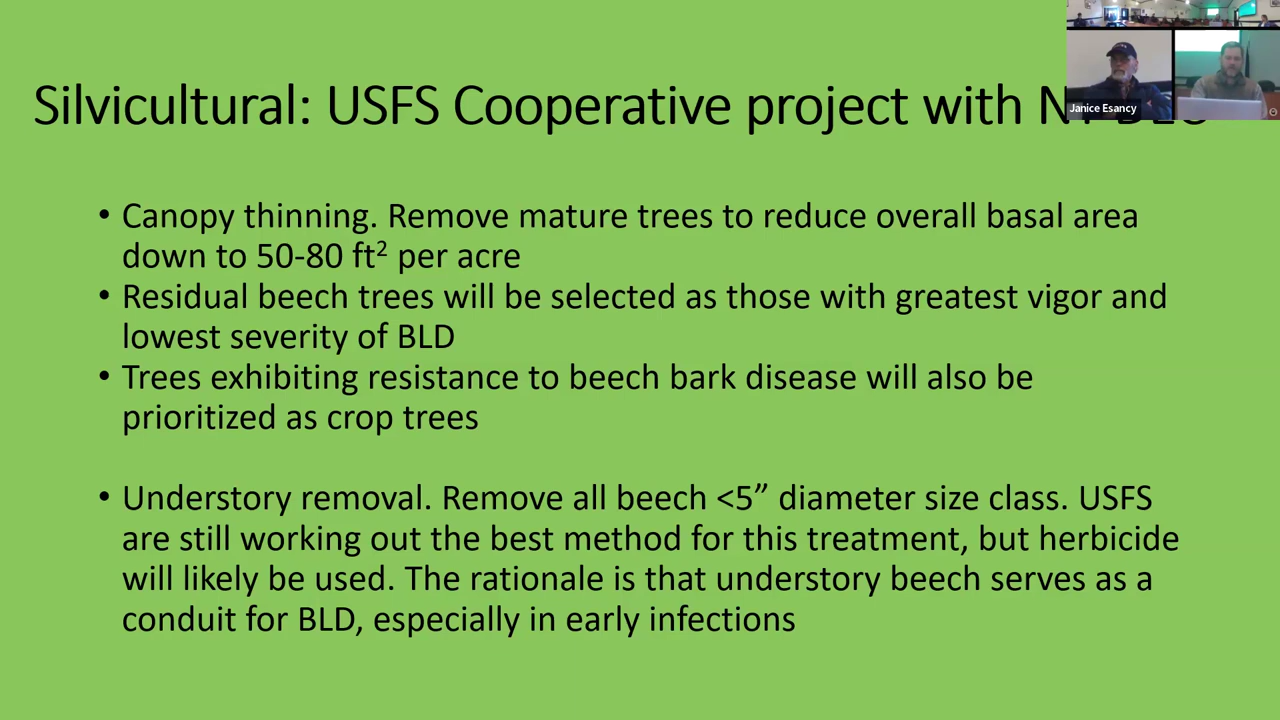 Silvicultural: USFS Cooperative project with
Janice Esancy
• Canopy thinning. Remove mature trees to reduce overall basal area
down to 50-80 ft² per acre
• Residual beech trees will be selected as those with greatest vigor and
lowest severity of BLD
• Trees exhibiting resistance to beech bark disease will also be
prioritized as crop trees
• Understory removal. Remove all beech <5” diameter size class. USFS
are still working out the best method for this treatment, but herbicide
will likely be used. The rationale is that understory beech serves as a
conduit for BLD, especially in early infections